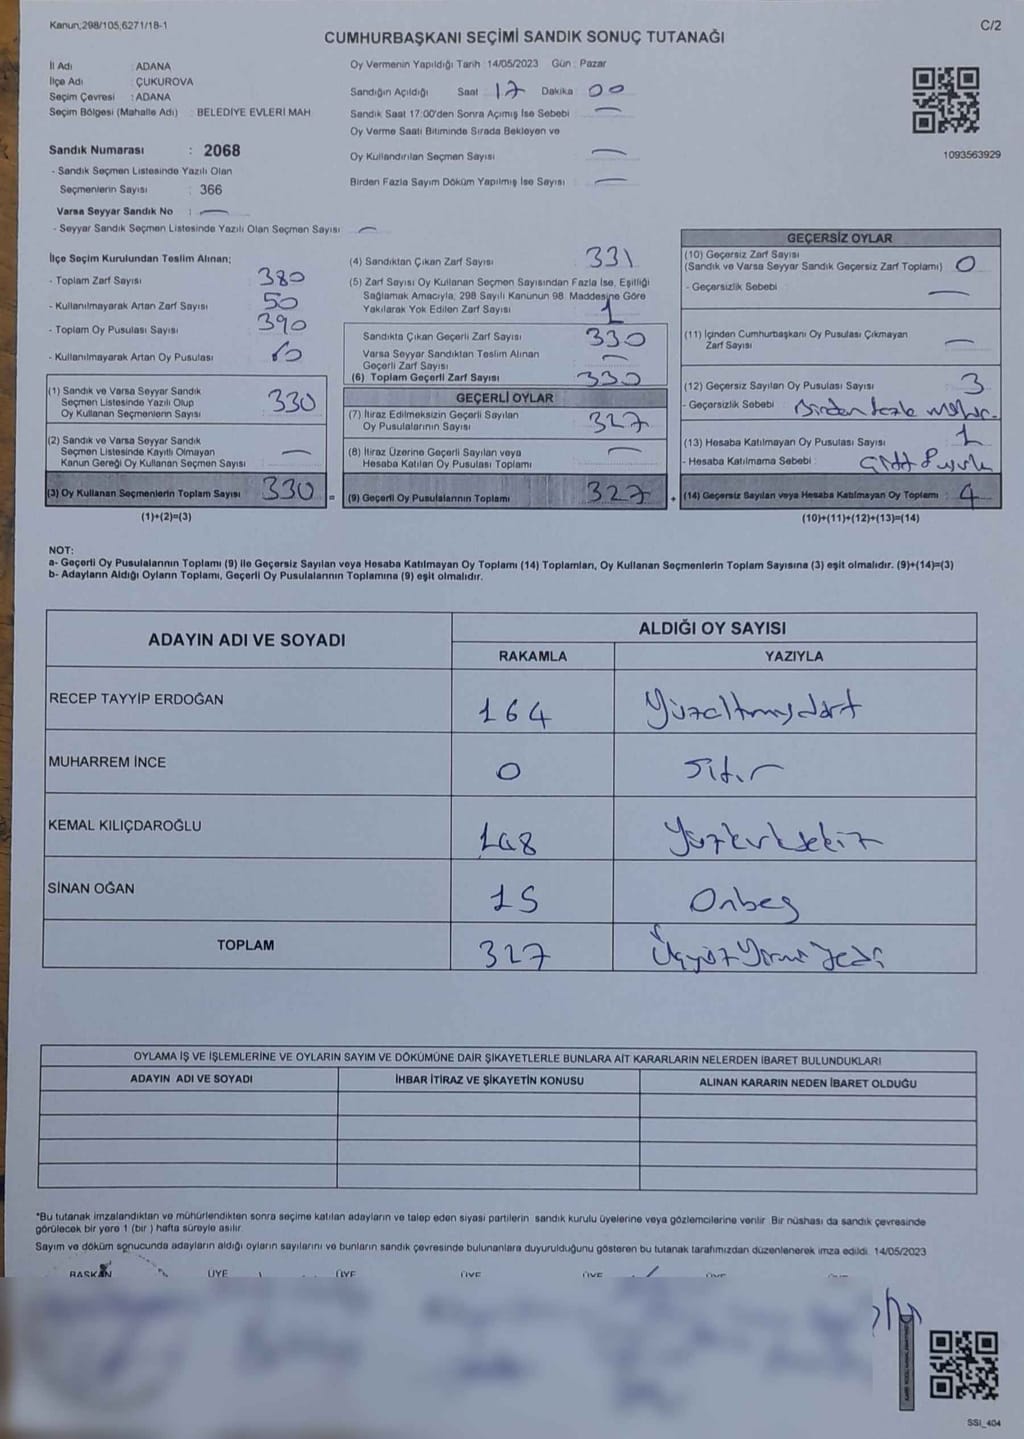 Kanun;298/105,6271/18-1
C/2
CUMHURBAŞKANI SEÇİMİ SANDIK SONUÇ TUTANAĞI
İl Adı : ADANA
İlçe Adı : ÇUKUROVA
Seçim Çevresi : ADANA
Seçim Bölgesi (Mahalle Adı) : BELEDİYE EVLERİ MAH
Sandık Numarası : 2068
- Sandık Seçmen Listesinde Yazılı Olan
Seçmenlerin Sayısı : 366
Varsa Seyyar Sandık No : —
- Seyyar Sandık Seçmen Listesinde Yazılı Olan Seçmen Sayısı —
Oy Vermenin Yapıldığı Tarih : 14/05/2023 Gün : Pazar
Sandığın Açıldığı Saat 17 Dakika 00
Sandık Saat 17:00'den Sonra Açımış İse Sebebi : —
Oy Verme Saati Bitiminde Sırada Bekleyen ve
Oy Kullandırılan Seçmen Sayısı —
Birden Fazla Sayım Döküm Yapılmış İse Sayısı —
1093563929
İlçe Seçim Kurulundan Teslim Alınan;
- Toplam Zarf Sayısı 380
- Kullanılmayarak Artan Zarf Sayısı 50
- Toplam Oy Pusulası Sayısı 390
- Kullanılmayarak Artan Oy Pusulası 60
(1) Sandık ve Varsa Seyyar Sandık
Seçmen Listesinde Yazılı Olup
Oy Kullanan Seçmenlerin Sayısı 330
(2) Sandık ve Varsa Seyyar Sandık
Seçmen Listesinde Kayıtlı Olmayan
Kanun Gereği Oy Kullanan Seçmen Sayısı —
(3) Oy Kullanan Seçmenlerin Toplam Sayısı 330
(1)+(2)=(3)
(4) Sandıktan Çıkan Zarf Sayısı 331
(5) Zarf Sayısı Oy Kullanan Seçmen Sayısından Fazla İse, Eşitliği
Sağlamak Amacıyla, 298 Sayılı Kanunun 98. Maddesine Göre
Yakılarak Yok Edilen Zarf Sayısı 1
Sandıkta Çıkan Geçerli Zarf Sayısı 330
Varsa Seyyar Sandıktan Teslim Alınan
Geçerli Zarf Sayısı —
(6) Toplam Geçerli Zarf Sayısı 330
GEÇERLİ OYLAR
(7) İtiraz Edilmeksizin Geçerli Sayılan
Oy Pusulalarının Sayısı 327
(8) İtiraz Üzerine Geçerli Sayılan veya
Hesaba Katılan Oy Pusulası Toplamı —
= (9) Geçerli Oy Pusulalarının Toplamı 327
GEÇERSİZ OYLAR
(10) Geçersiz Zarf Sayısı
(Sandık ve Varsa Seyyar Sandık Geçersiz Zarf Toplamı) 0
- Geçersizlik Sebebi : —
(11) İçinden Cumhurbaşkanı Oy Pusulası Çıkmayan
Zarf Sayısı —
(12) Geçersiz Sayılan Oy Pusulası Sayısı 3
- Geçersizlik Sebebi Birden fazla mühür.
(13) Hesaba Katılmayan Oy Pusulası Sayısı 1
- Hesaba Katılmama Sebebi :
+ (14) Geçersiz Sayılan veya Hesaba Katılmayan Oy Toplamı : 4
(10)+(11)+(12)+(13)=(14)
NOT:
a- Geçerli Oy Pusulalarının Toplamı (9) ile Geçersiz Sayılan veya Hesaba Katılmayan Oy Toplamı (14) Toplamları, Oy Kullanan Seçmenlerin Toplam Sayısına (3) eşit olmalıdır. (9)+(14)=(3)
b- Adayların Aldığı Oyların Toplamı, Geçerli Oy Pusulalarının Toplamına (9) eşit olmalıdır.
ADAYIN ADI VE SOYADI
ALDIĞI OY SAYISI
RAKAMLA YAZIYLA
RECEP TAYYİP ERDOĞAN 164 Yüzaltmışdört
MUHARREM İNCE 0 Sıfır
KEMAL KILIÇDAROĞLU 148 Yüzkırksekiz
SİNAN OĞAN 15 Onbeş
TOPLAM 327 Üçyüz Yirmi Yedi
OYLAMA İŞ VE İŞLEMLERİNE VE OYLARIN SAYIM VE DÖKÜMÜNE DAİR ŞİKAYETLERLE BUNLARA AİT KARARLARIN NELERDEN İBARET BULUNDUKLARI
ADAYIN ADI VE SOYADI İHBAR İTİRAZ VE ŞİKAYETİN KONUSU ALINAN KARARIN NEDEN İBARET OLDUĞU
*Bu tutanak imzalandıktan ve mühürlendikten sonra seçime katılan adayların ve talep eden siyasi partilerin sandık kurulu üyelerine veya gözlemcilerine verilir. Bir nüshası da sandık çevresinde
görülecek bir yere 1 (bir ) hafta süreyle asılır.
Sayım ve döküm sonucunda adayların aldığı oyların sayılarını ve bunların sandık çevresinde bulunanlara duyurulduğunu gösteren bu tutanak tarafımızdan düzenlenerek imza edildi. 14/05/2023
BAŞKAN ÜYE ÜYE ÜYE ÜYE ÜYE
SSI_404